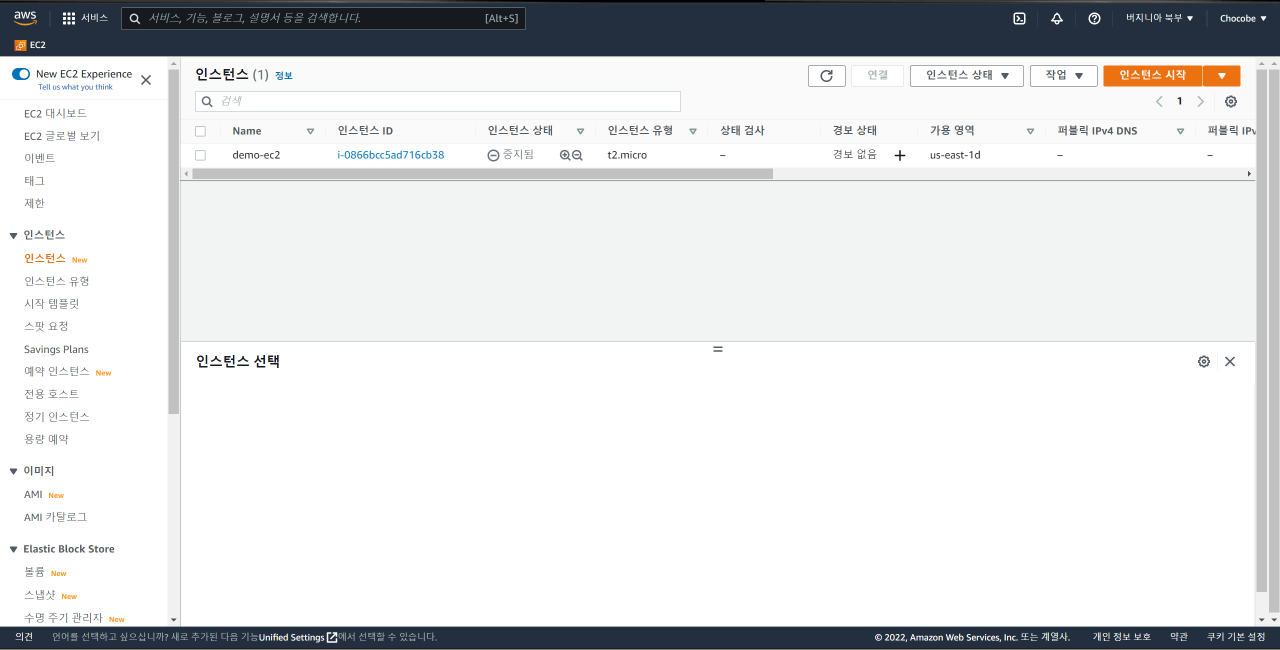 aws 서비스 서비스, 기능, 블로그, 설명서 등을 검색합니다. [Alt+S] 버지니아 북부 ▼ Chocobe ▼
EC2
New EC2 Experience
Tell us what you think
EC2 대시보드
EC2 글로벌 보기
이벤트
태그
제한
인스턴스
인스턴스 New
인스턴스 유형
시작 템플릿
스팟 요청
Savings Plans
예약 인스턴스 New
전용 호스트
정기 인스턴스
용량 예약
이미지
AMI New
AMI 카탈로그
Elastic Block Store
볼륨 New
스냅샷 New
수명 주기 관리자 New
인스턴스 (1) 정보 연결 인스턴스 상태 ▼ 작업 ▼ 인스턴스 시작 ▼
검색
1
Name 인스턴스 ID 인스턴스 상태 인스턴스 유형 상태 검사 경보 상태 가용 영역 퍼블릭 IPv4 DNS 퍼블릭 IPv
demo-ec2 i-0866bcc5ad716cb38 중지됨 t2.micro – 경보 없음 + us-east-1d – –
인스턴스 선택
의견 언어를 선택하고 싶으십니까? 새로 추가된 다음 기능Unified Settings에서 선택할 수 있습니다. © 2022, Amazon Web Services, Inc. 또는 계열사. 개인 정보 보호 약관 쿠키 기본 설정